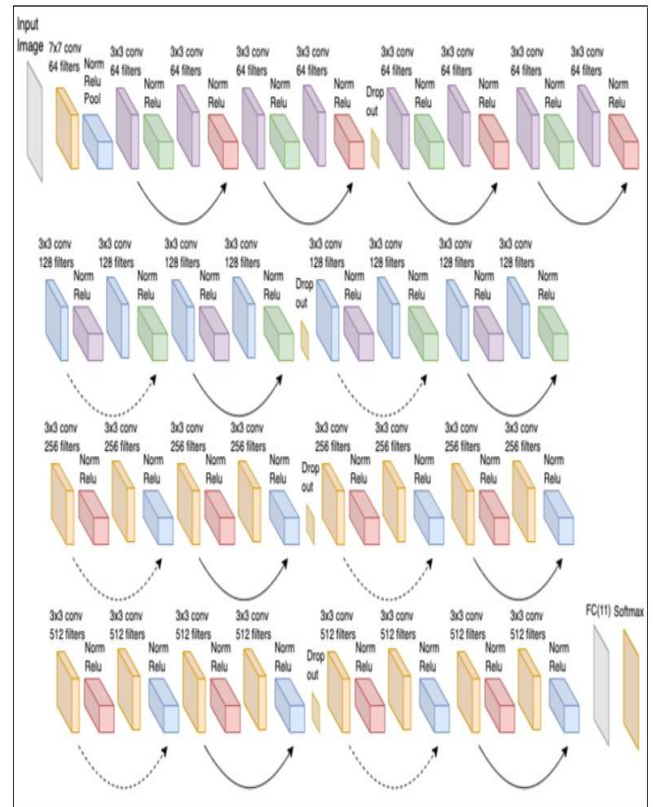 Input
Image
7x7 conv
64 filters
Norm
Relu
Pool
3x3 conv
64 filters
Norm
Relu
3x3 conv
64 filters
Norm
Relu
3x3 conv
64 filters
Norm
Relu
3x3 conv
64 filters
Norm
Relu
Drop
out
3x3 conv
64 filters
Norm
Relu
3x3 conv
64 filters
Norm
Relu
3x3 conv
64 filters
Norm
Relu
3x3 conv
64 filters
Norm
Relu
3x3 conv
128 filters
Norm
Relu
3x3 conv
128 filters
Norm
Relu
3x3 conv
128 filters
Norm
Relu
3x3 conv
128 filters
Norm
Relu
Drop
out
3x3 conv
128 filters
Norm
Relu
3x3 conv
128 filters
Norm
Relu
3x3 conv
128 filters
Norm
Relu
3x3 conv
128 filters
Norm
Relu
3x3 conv
256 filters
Norm
Relu
3x3 conv
256 filters
Norm
Relu
3x3 conv
256 filters
Norm
Relu
3x3 conv
256 filters
Norm
Relu
Drop
out
3x3 conv
256 filters
Norm
Relu
3x3 conv
256 filters
Norm
Relu
3x3 conv
256 filters
Norm
Relu
3x3 conv
256 filters
Norm
Relu
3x3 conv
512 filters
Norm
Relu
3x3 conv
512 filters
Norm
Relu
3x3 conv
512 filters
Norm
Relu
3x3 conv
512 filters
Norm
Relu
Drop
out
3x3 conv
512 filters
Norm
Relu
3x3 conv
512 filters
Norm
Relu
3x3 conv
512 filters
Norm
Relu
3x3 conv
512 filters
Norm
Relu
FC(11)
Softmax